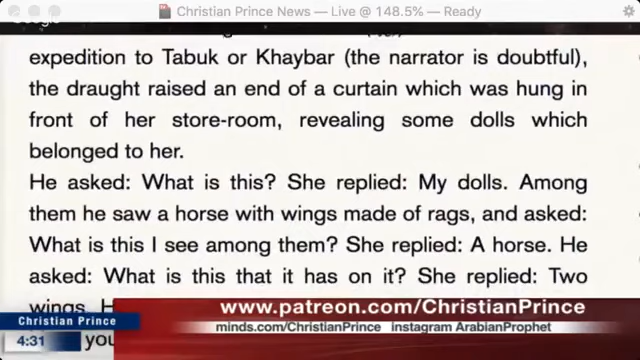 Christian Prince News — Live @ 148.5% — Ready
expedition to Tabuk or Khaybar (the narrator is doubtful),
the draught raised an end of a curtain which was hung in
front of her store-room, revealing some dolls which
belonged to her.
He asked: What is this? She replied: My dolls. Among
them he saw a horse with wings made of rags, and asked:
What is this I see among them? She replied: A horse. He
asked: What is this that it has on it? She replied: Two
wings. H
you
www.patreon.com/ChristianPrince
Christian Prince
minds.com/ChristianPrince instagram ArabianProphet
4:31